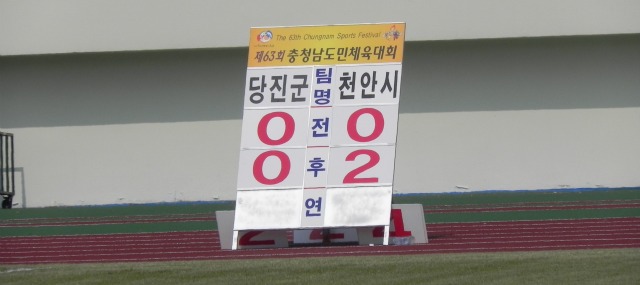 The 63th Chungnam Sports Festival
제63회 충청남도민체육대회
당진군 팀명 천안시
0 전 0
0 후 2
연